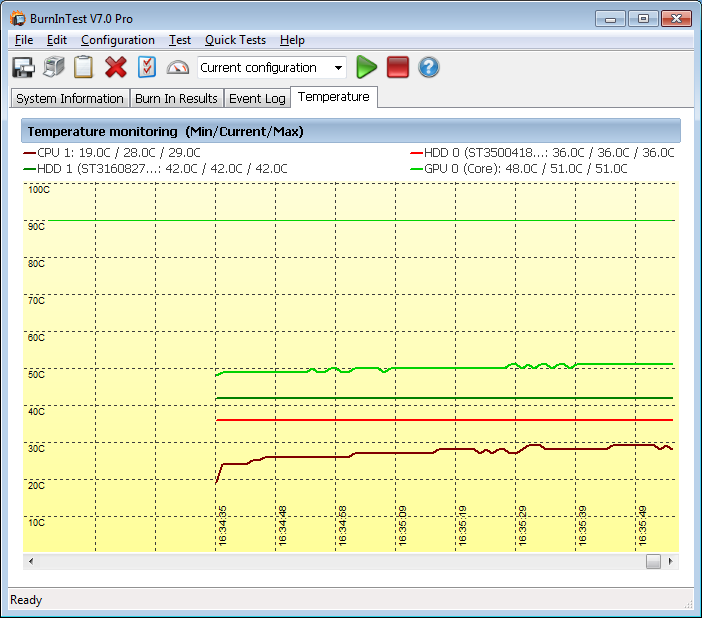 BurnInTest V7.0 Pro
File Edit Configuration Test Quick Tests Help
Current configuration
System Information Burn In Results Event Log Temperature
Temperature monitoring (Min/Current/Max)
CPU 1: 19.0C / 28.0C / 29.0C HDD 0 (ST3500418...: 36.0C / 36.0C / 36.0C
HDD 1 (ST3160827...: 42.0C / 42.0C / 42.0C GPU 0 (Core): 48.0C / 51.0C / 51.0C
100C
90C
80C
70C
60C
50C
40C
30C
20C
10C
16:34:35 16:34:48 16:34:58 16:35:09 16:35:19 16:35:29 16:35:39 16:35:49
Ready